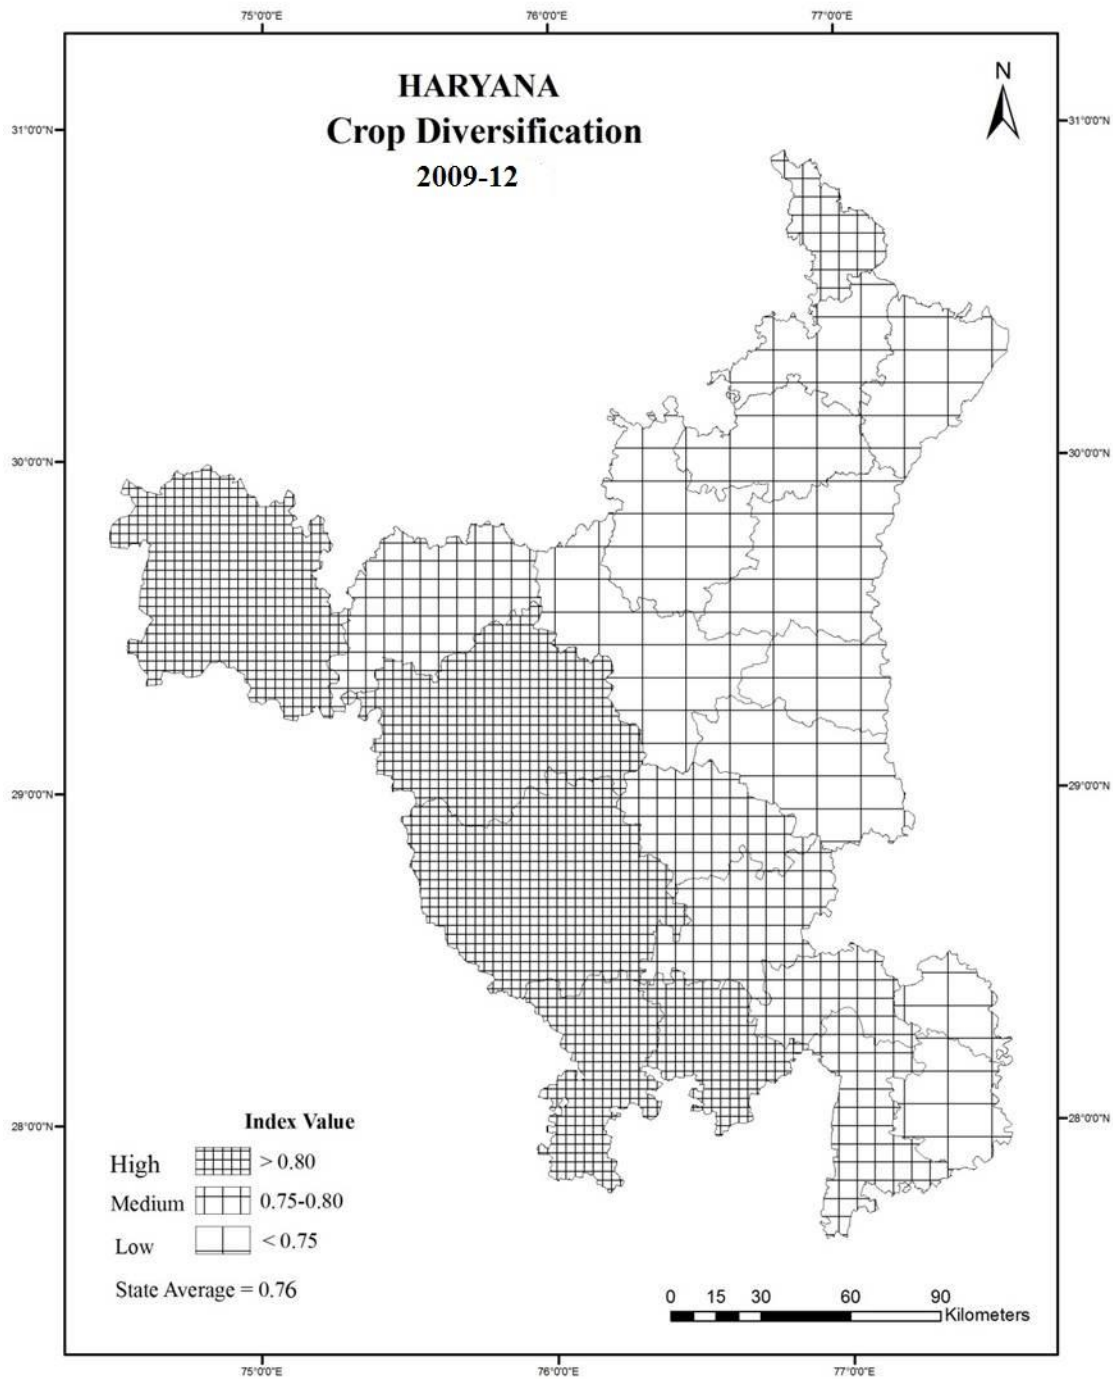 75°0'0"E 76°0'0"E 77°0'0"E
HARYANA
Crop Diversification
2009-12
N
31°0'0"N 31°0'0"N
30°0'0"N 30°0'0"N
29°0'0"N 29°0'0"N
28°0'0"N 28°0'0"N
Index Value
High > 0.80
Medium 0.75-0.80
Low < 0.75
State Average = 0.76
0 15 30 60 90
Kilometers
75°0'0"E 76°0'0"E 77°0'0"E